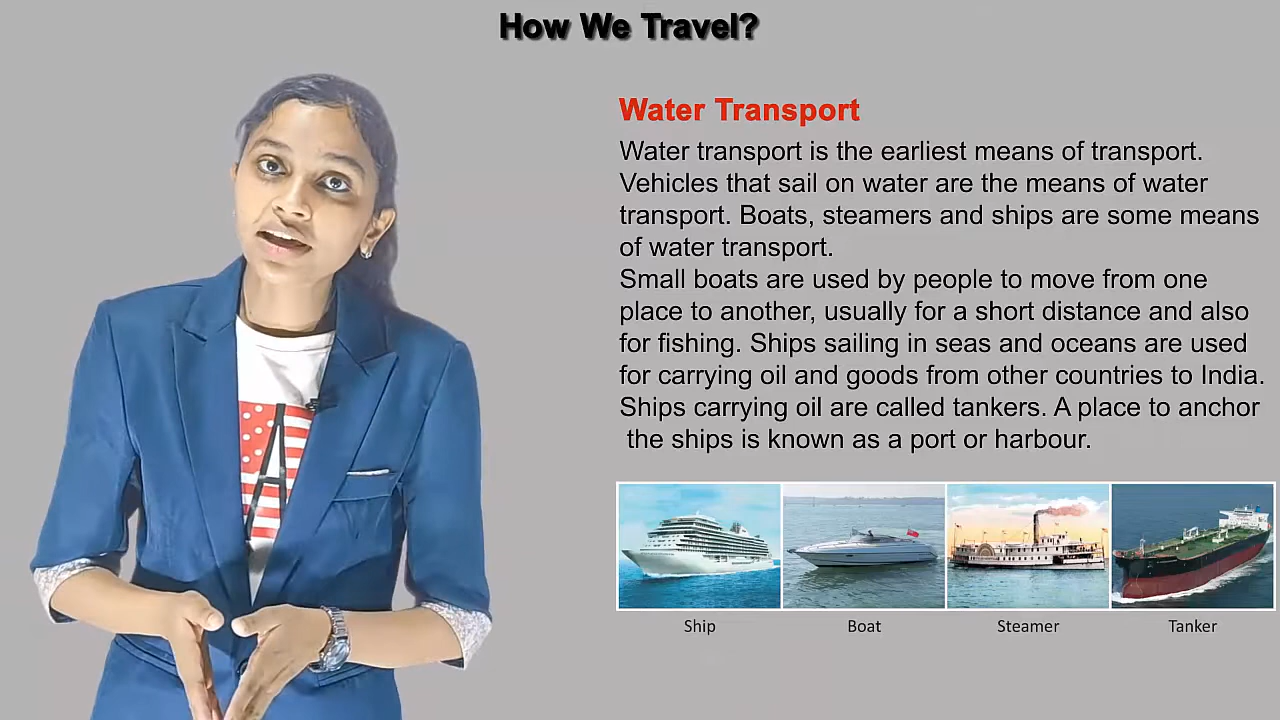 How We Travel?
Water Transport
Water transport is the earliest means of transport.
Vehicles that sail on water are the means of water
transport. Boats, steamers and ships are some means
of water transport.
Small boats are used by people to move from one
place to another, usually for a short distance and also
for fishing. Ships sailing in seas and oceans are used
for carrying oil and goods from other countries to India.
Ships carrying oil are called tankers. A place to anchor
the ships is known as a port or harbour.
A
Ship
Boat
Steamer
Tanker